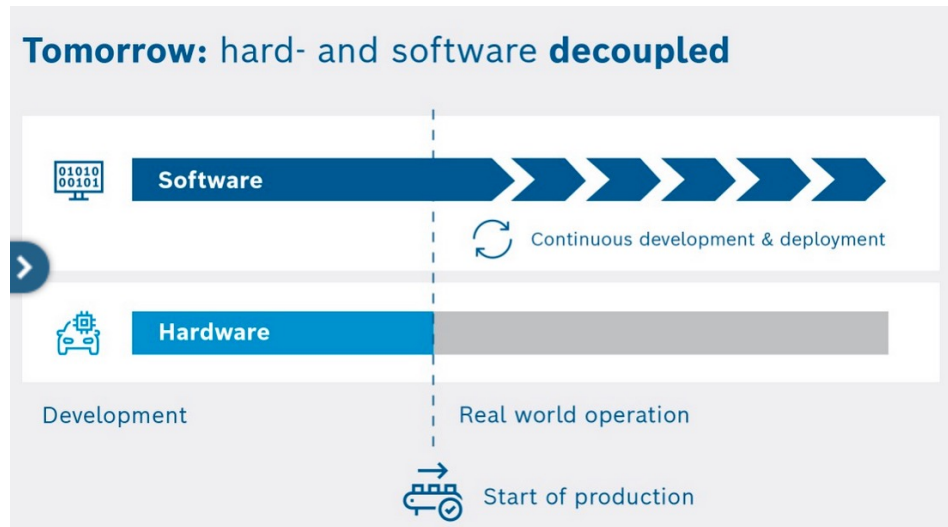 Tomorrow: hard- and software decoupled
01010
00101
Software
Continuous development & deployment
Hardware
Development
Real world operation
Start of production